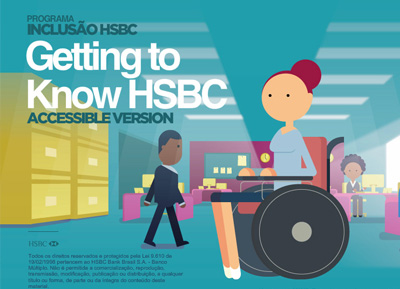 PROGRAMA
INCLUSÃO HSBC
Getting to
Know HSBC
ACCESSIBLE VERSION
HSBC
Todos os direitos reservados e protegidos pela Lei 9.610 de
19/02/1998 pertencem ao HSBC Bank Brasil S.A. - Banco
Múltiplo. Não é permitida a comercialização, reprodução,
transmissão, modificação, publicação ou distribuição, a qualquer
título ou forma, de parte ou da íntegra do conteúdo deste
material.